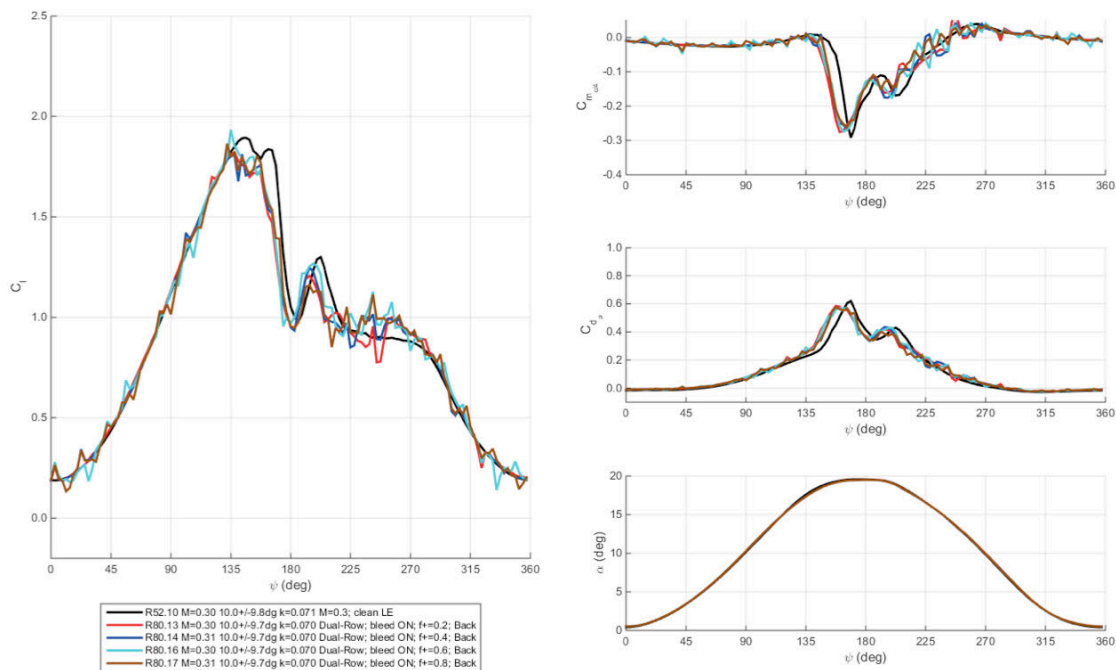 2.5
2.0
1.5
1.0
0.5
0.0
C_l
0 45 90 135 180 225 270 315 360
ψ (deg)
R52.10 M=0.30 10.0+/-9.8dg k=0.071 M=0.3; clean LE
R80.13 M=0.30 10.0+/-9.7dg k=0.070 Dual-Row; bleed ON; f+=0.2; Back
R80.14 M=0.31 10.0+/-9.7dg k=0.070 Dual-Row; bleed ON; f+=0.4; Back
R80.16 M=0.30 10.0+/-9.7dg k=0.070 Dual-Row; bleed ON; f+=0.6; Back
R80.17 M=0.31 10.0+/-9.7dg k=0.070 Dual-Row; bleed ON; f+=0.8; Back
0.0
-0.1
-0.2
-0.3
-0.4
C_m
0 45 90 135 180 225 270 315 360
ψ (deg)
1.0
0.8
0.6
0.4
0.2
0.0
C_d_p
0 45 90 135 180 225 270 315 360
ψ (deg)
20
15
10
5
0
α (deg)
0 45 90 135 180 225 270 315 360
ψ (deg)